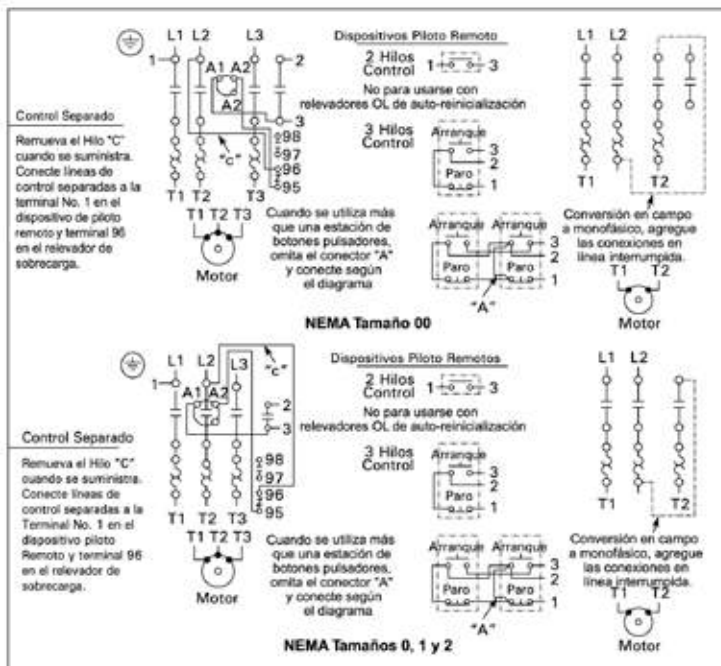 L1 L2 L3
1
2
A1 A2
A2
3
98
97
96
95
"C"
T1 T2 T3
T1 T2 T3
Motor
Control Separado
Remueva el Hilo "C"
cuando se suministra.
Conecte líneas de
control separadas a la
terminal No. 1 en el
dispositivo de piloto
remoto y terminal 96
en el relevador de
sobrecarga.
Dispositivos Piloto Remoto
2 Hilos
Control
1 3
No para usarse con
relevadores OL de auto-reinicialización
3 Hilos
Control
Arranque
3
2
Paro
1
Cuando se utiliza más
que una estación de
botones pulsadores,
omita el conector "A"
y conecte según
el diagrama
Arranque Arranque
3
2
Paro Paro
1
"A"
L1 L2
T1 T2
Conversión en campo
a monofásico, agregue
las conexiones en
línea interrumpida.
T1 T2
Motor
NEMA Tamaño 00
L1 L2 L3
1
"C"
A1 A2
2
3
98
97
96
95
T1 T2 T3
T1 T2 T3
Motor
Control Separado
Remueva el Hilo "C"
cuando se suministra.
Conecte líneas de
control separadas a la
Terminal No. 1 en el
dispositivo piloto
Remoto y terminal 96
en el relevador de
sobrecarga.
Dispositivos Piloto Remotos
2 Hilos
Control
1 3
No para usarse con
relevadores OL de auto-reinicialización
3 Hilos
Control
Arranque
3
2
Paro
1
Cuando se utiliza más
que una estación de
botones pulsadores,
omita el conector "A"
y conecte según
el diagrama
Arranque Arranque
3
2
Paro Paro
1
"A"
L1 L2
T1 T2
Conversión en campo
a monofásico, agregue
las conexiones en
línea interrumpida.
T1 T2
Motor
NEMA Tamaños 0, 1 y 2